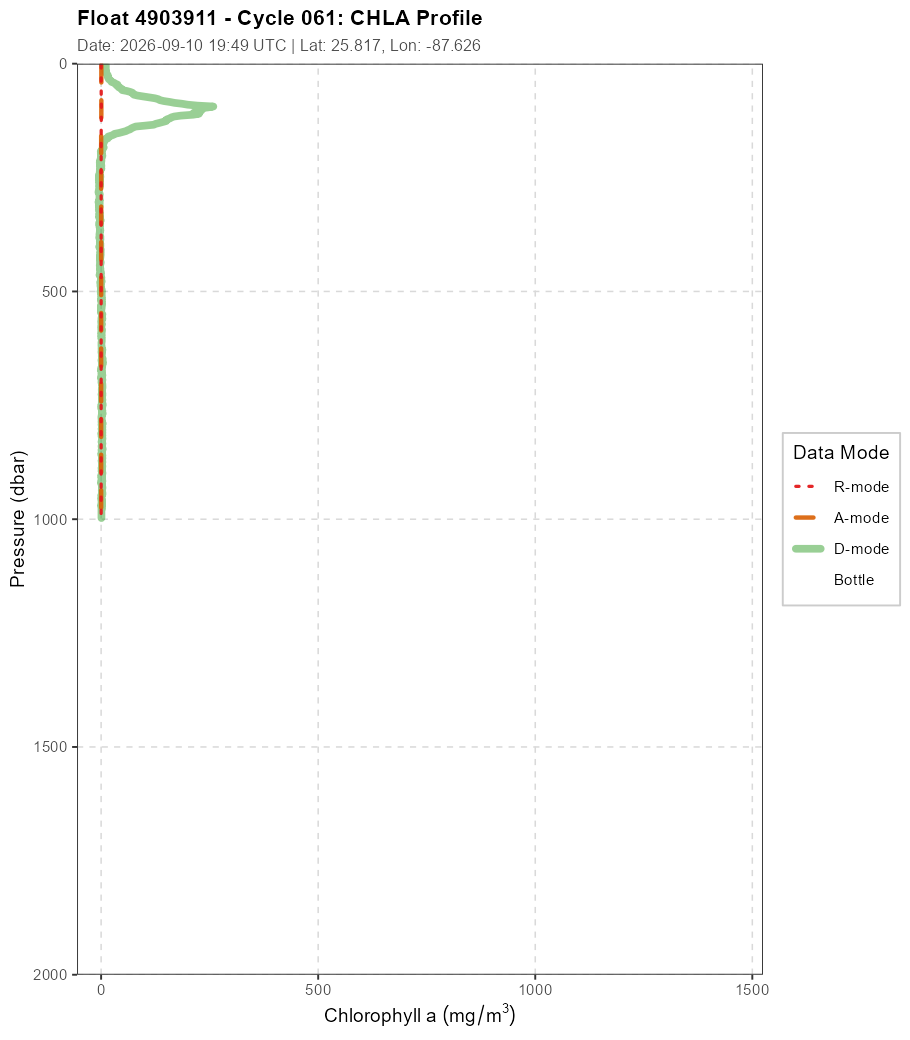 Float 4903911 - Cycle 061: CHLA Profile
Date: 2026-09-10 19:49 UTC | Lat: 25.817, Lon: -87.626
0
500
1000
1500
2000
Pressure (dbar)
0 500 1000 1500
Chlorophyll a (mg/m³)
Data Mode
R-mode
A-mode
D-mode
Bottle